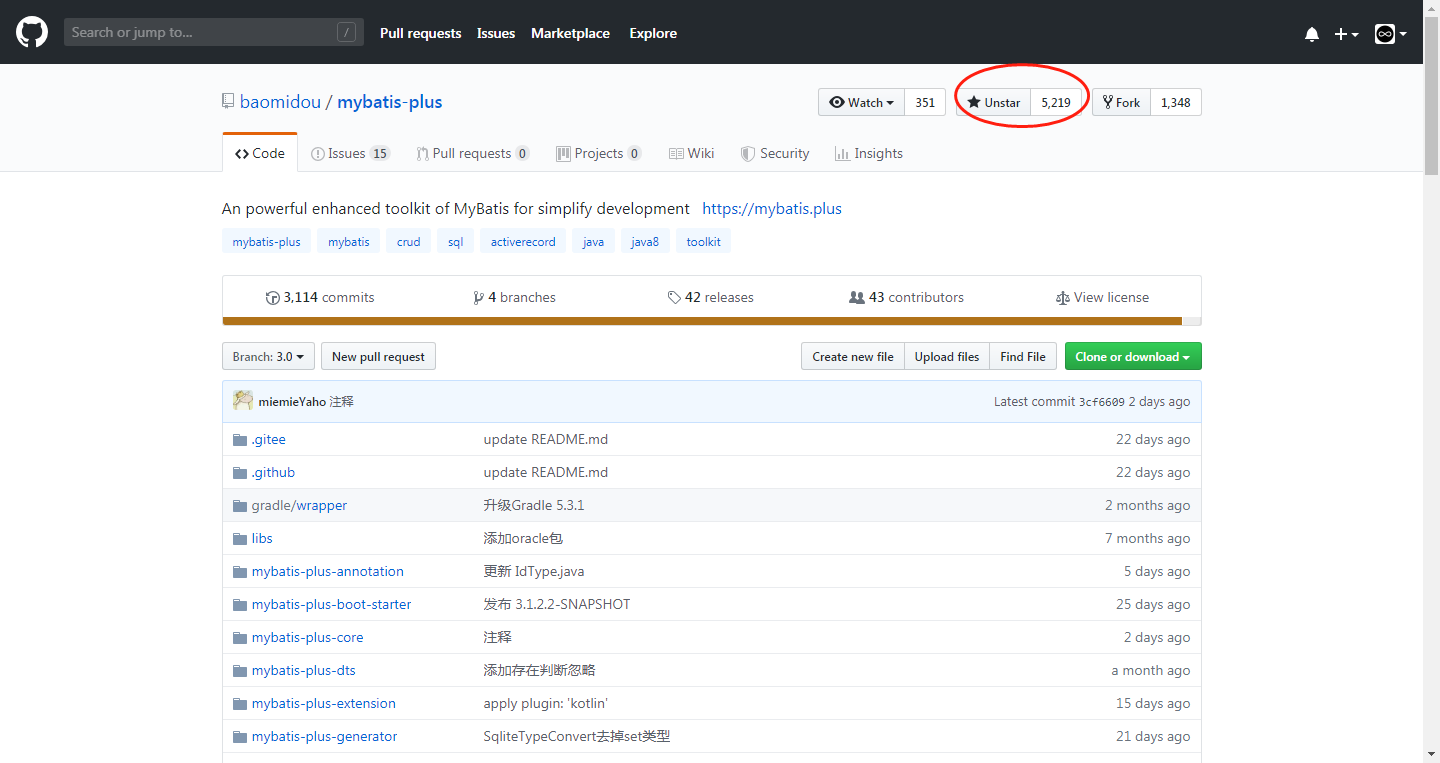 Search or jump to... / Pull requests Issues Marketplace Explore
baomidou / mybatis-plus Watch 351 Unstar 5,219 Fork 1,348
Code Issues 15 Pull requests 0 Projects 0 Wiki Security Insights
An powerful enhanced toolkit of MyBatis for simplify development https://mybatis.plus
mybatis-plus mybatis crud sql activerecord java java8 toolkit
3,114 commits 4 branches 42 releases 43 contributors View license
Branch: 3.0 New pull request Create new file Upload files Find File Clone or download
miemieYaho 注释 Latest commit 3cf6609 2 days ago
.gitee update README.md 22 days ago
.github update README.md 22 days ago
gradle/wrapper 升级Gradle 5.3.1 2 months ago
libs 添加oracle包 7 months ago
mybatis-plus-annotation 更新 IdType.java 5 days ago
mybatis-plus-boot-starter 发布 3.1.2.2-SNAPSHOT 25 days ago
mybatis-plus-core 注释 2 days ago
mybatis-plus-dts 添加存在判断忽略 a month ago
mybatis-plus-extension apply plugin: 'kotlin' 15 days ago
mybatis-plus-generator SqliteTypeConvert去掉set类型 21 days ago